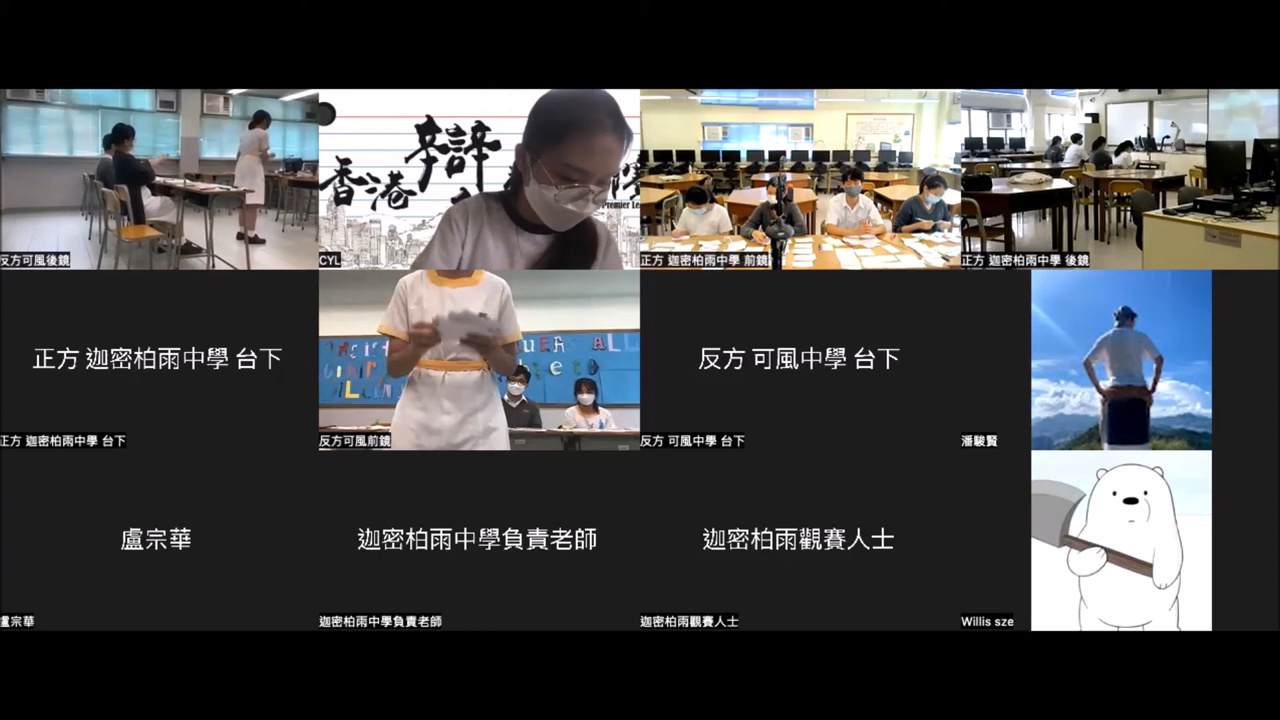 香港
辯
Premier Le
反方可風後鏡
CYL
正方 迦密柏雨中學 前鏡
正方 迦密柏雨中學 後鏡
正方 迦密柏雨中學 台下
反方 可風中學 台下
正方 迦密柏雨中學 台下
反方可風前鏡
反方 可風中學 台下
潘駿賢
盧宗華
迦密柏雨中學負責老師
迦密柏雨觀賽人士
盧宗華
迦密柏雨中學負責老師
迦密柏雨觀賽人士
Willis sze